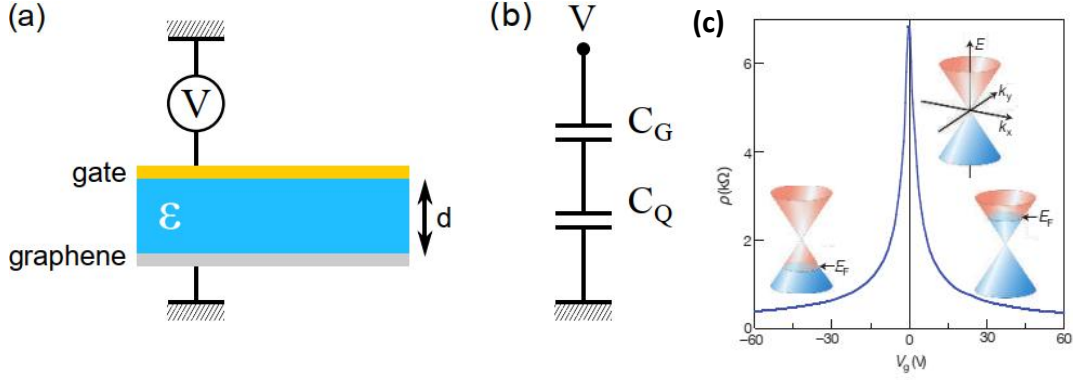 (a)
V
gate
ε
d
graphene
(b)
V
C_G
C_Q
(c)
ρ(kΩ)
6
4
2
0
E
k_y
k_x
E_F
E_F
−60
−30
0
30
60
V_g(V)